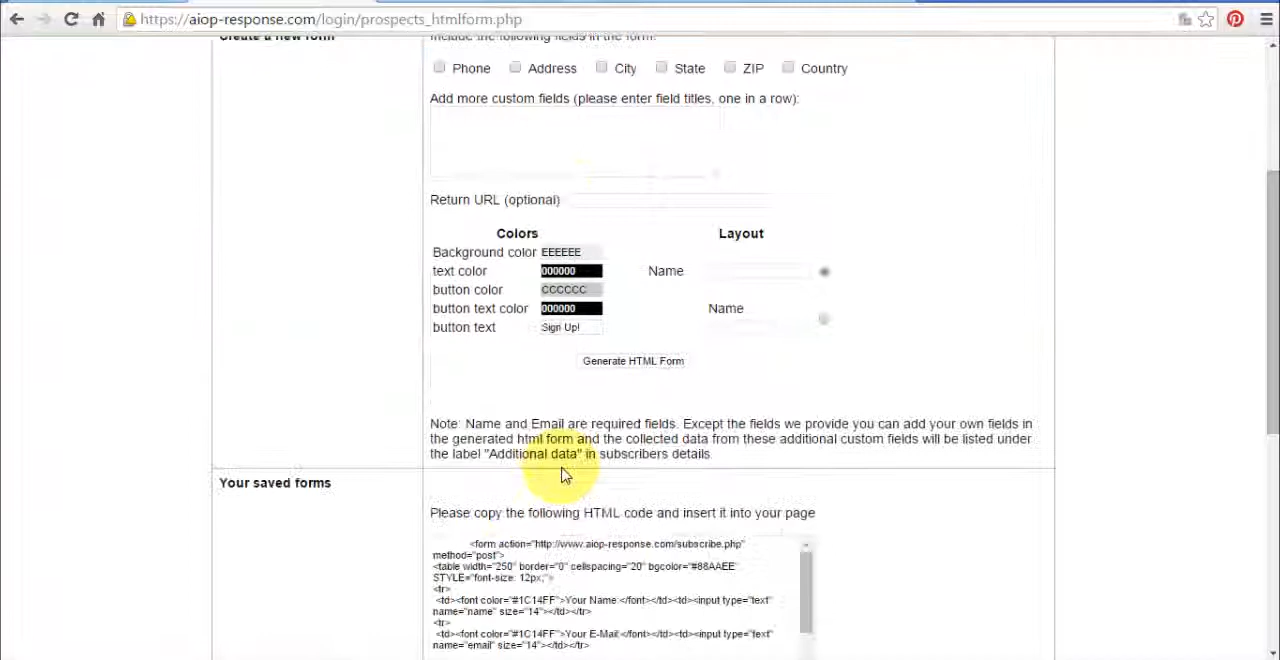 https://aiop-response.com/login/prospects_htmlform.php
Create a new form
Include the following fields in the form:
Phone Address City State ZIP Country
Add more custom fields (please enter field titles, one in a row):
Return URL (optional)
Colors Layout
Background color EEEEEE
text color 000000 Name
button color CCCCCC
button text color 000000 Name
button text Sign Up!
Generate HTML Form
Note: Name and Email are required fields. Except the fields we provide you can add your own fields in
the generated html form and the collected data from these additional custom fields will be listed under
the label "Additional data" in subscribers details.
Your saved forms
Please copy the following HTML code and insert it into your page
<form action="http://www.aiop-response.com/subscribe.php"
method="post">
<table width="250" border="0" cellspacing="20" bgcolor="#88AAEE"
STYLE="font-size: 12px;">
<tr>
<td><font color="#1C14FF">Your Name:</font></td><td><input type="text"
name="name" size="14"></td></tr>
<tr>
<td><font color="#1C14FF">Your E-Mail:</font></td><td><input type="text"
name="email" size="14"></td></tr>